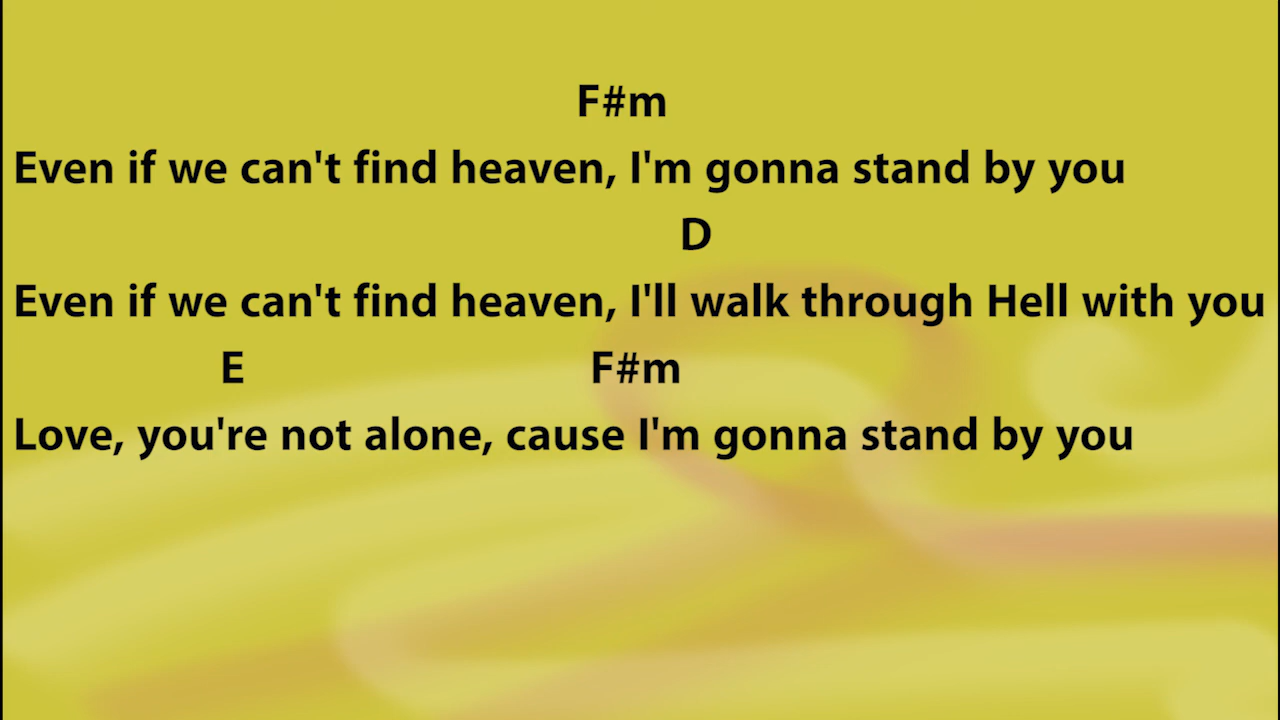 F#m
Even if we can't find heaven, I'm gonna stand by you
D
Even if we can't find heaven, I'll walk through Hell with you
E F#m
Love, you're not alone, cause I'm gonna stand by you